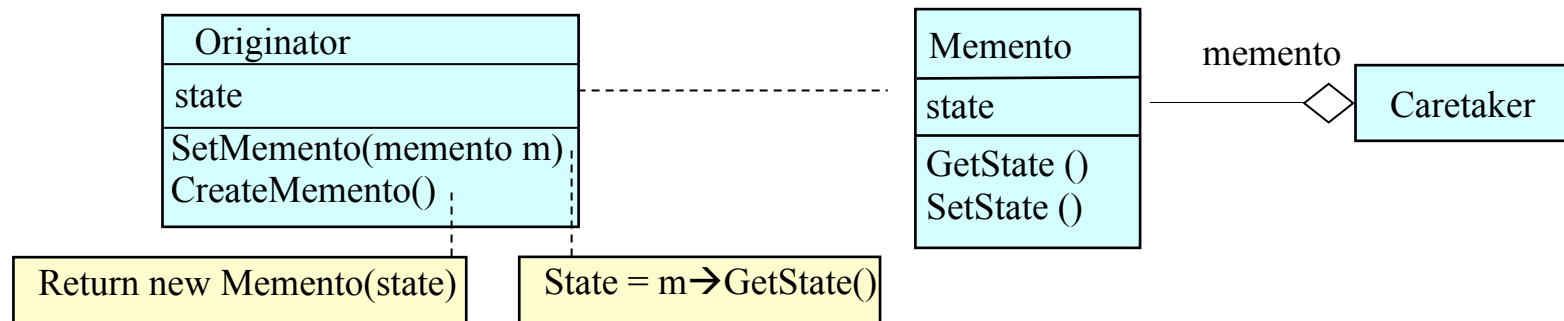 Originator
state
SetMemento(memento m)
CreateMemento()
Return new Memento(state)
State = m→GetState()
Memento
state
GetState ()
SetState ()
memento
Caretaker